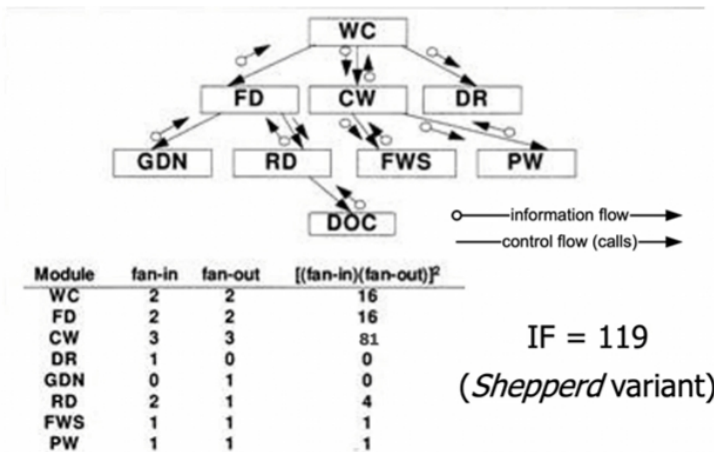 WC
FD CW DR
GDN RD FWS PW
DOC
information flow
control flow (calls)
Module fan-in fan-out [(fan-in)(fan-out)]²
WC 2 2 16
FD 2 2 16
CW 3 3 81
DR 1 0 0
GDN 0 1 0
RD 2 1 4
FWS 1 1 1
PW 1 1 1
IF = 119
(Shepperd variant)